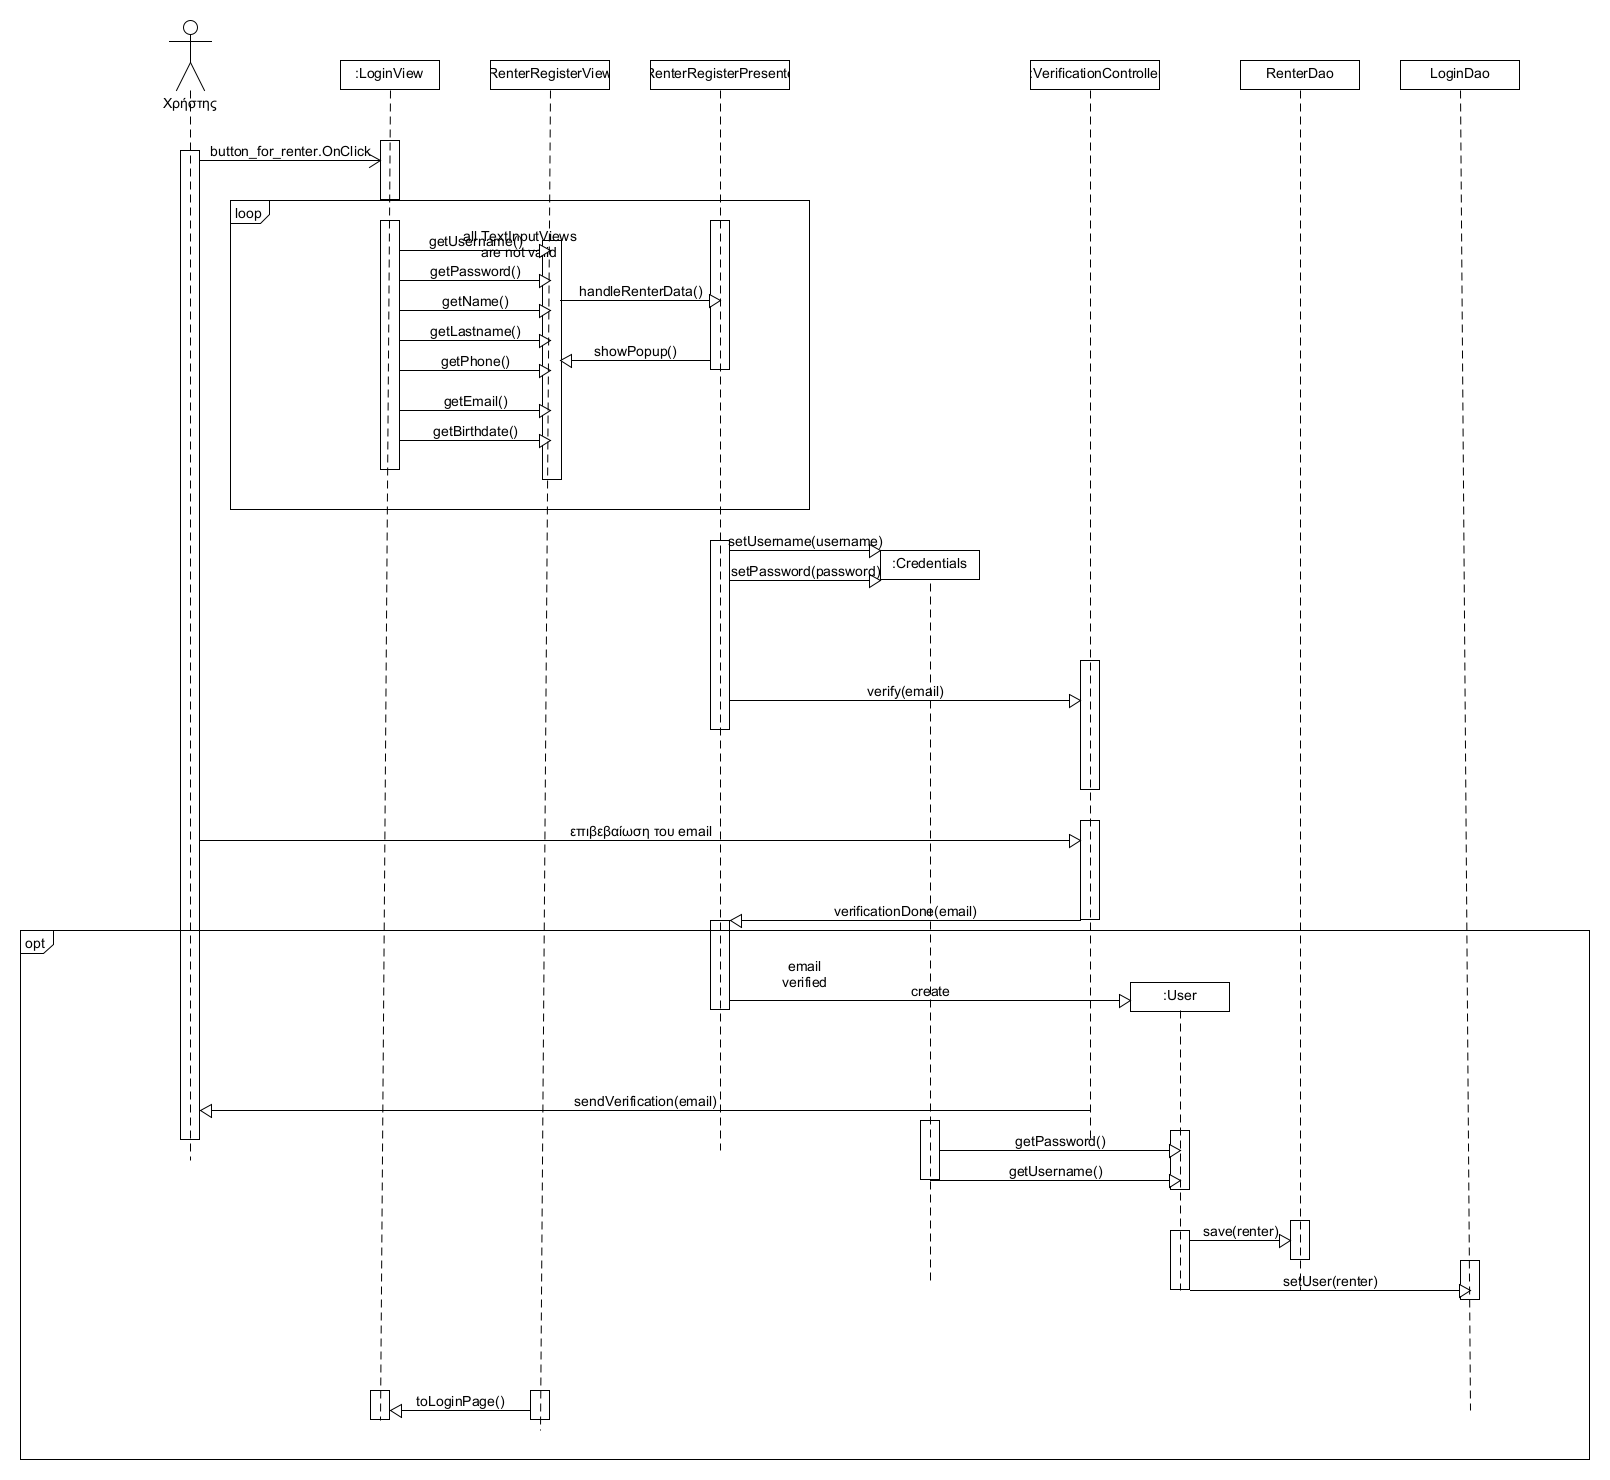 Χρήστης
:LoginView
RenterRegisterView
RenterRegisterPresente
:VerificationControlle
RenterDao
LoginDao
button_for_renter.OnClick
loop
all TextInputViews
are not valid
getUsername()
getPassword()
handleRenterData()
getName()
getLastname()
showPopup()
getPhone()
getEmail()
getBirthdate()
setUsername(username)
:Credentials
setPassword(password)
verify(email)
επιβεβαίωση του email
verificationDone(email)
opt
email
verified
create
:User
sendVerification(email)
getPassword()
getUsername()
save(renter)
setUser(renter)
toLoginPage()